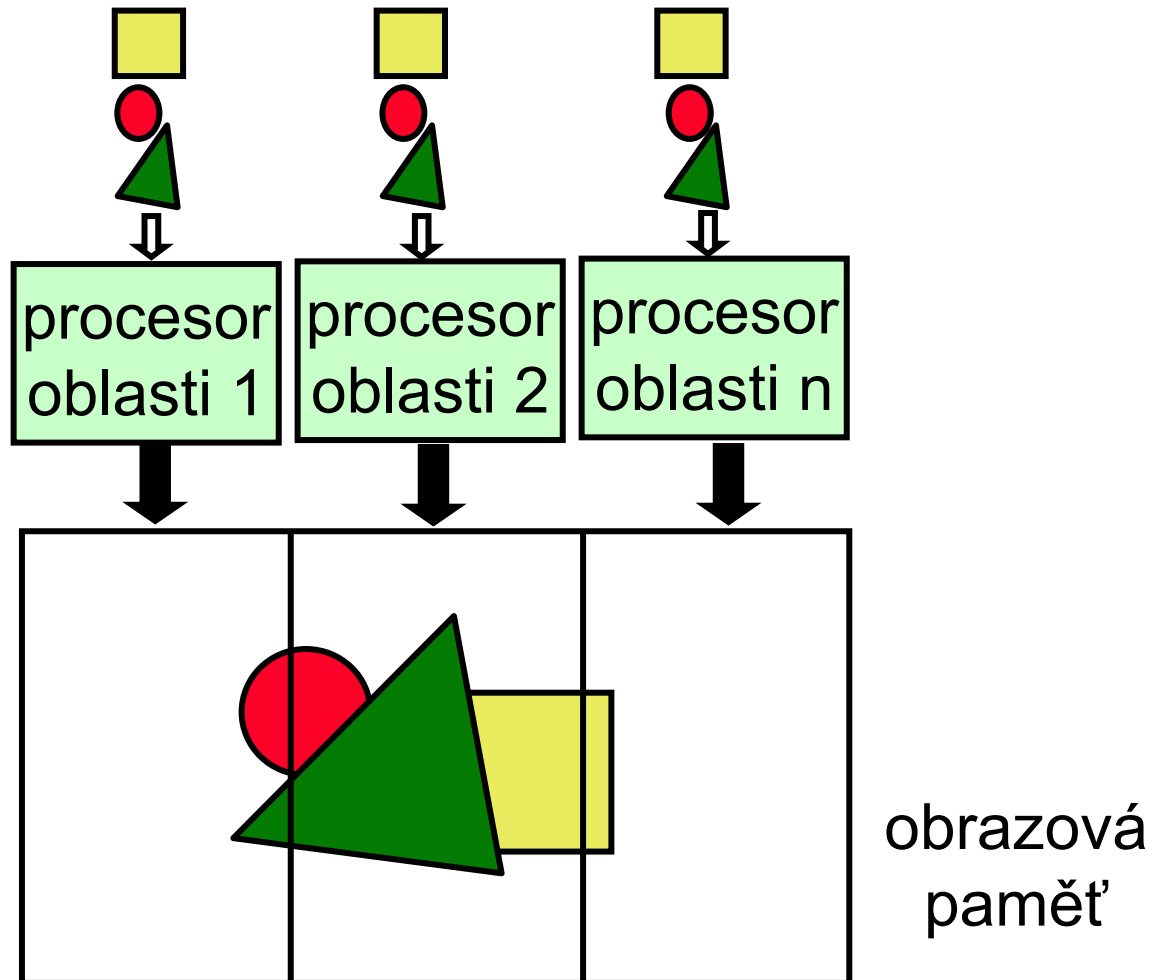 procesor
oblasti 1
procesor
oblasti 2
procesor
oblasti n
obrazová
paměť